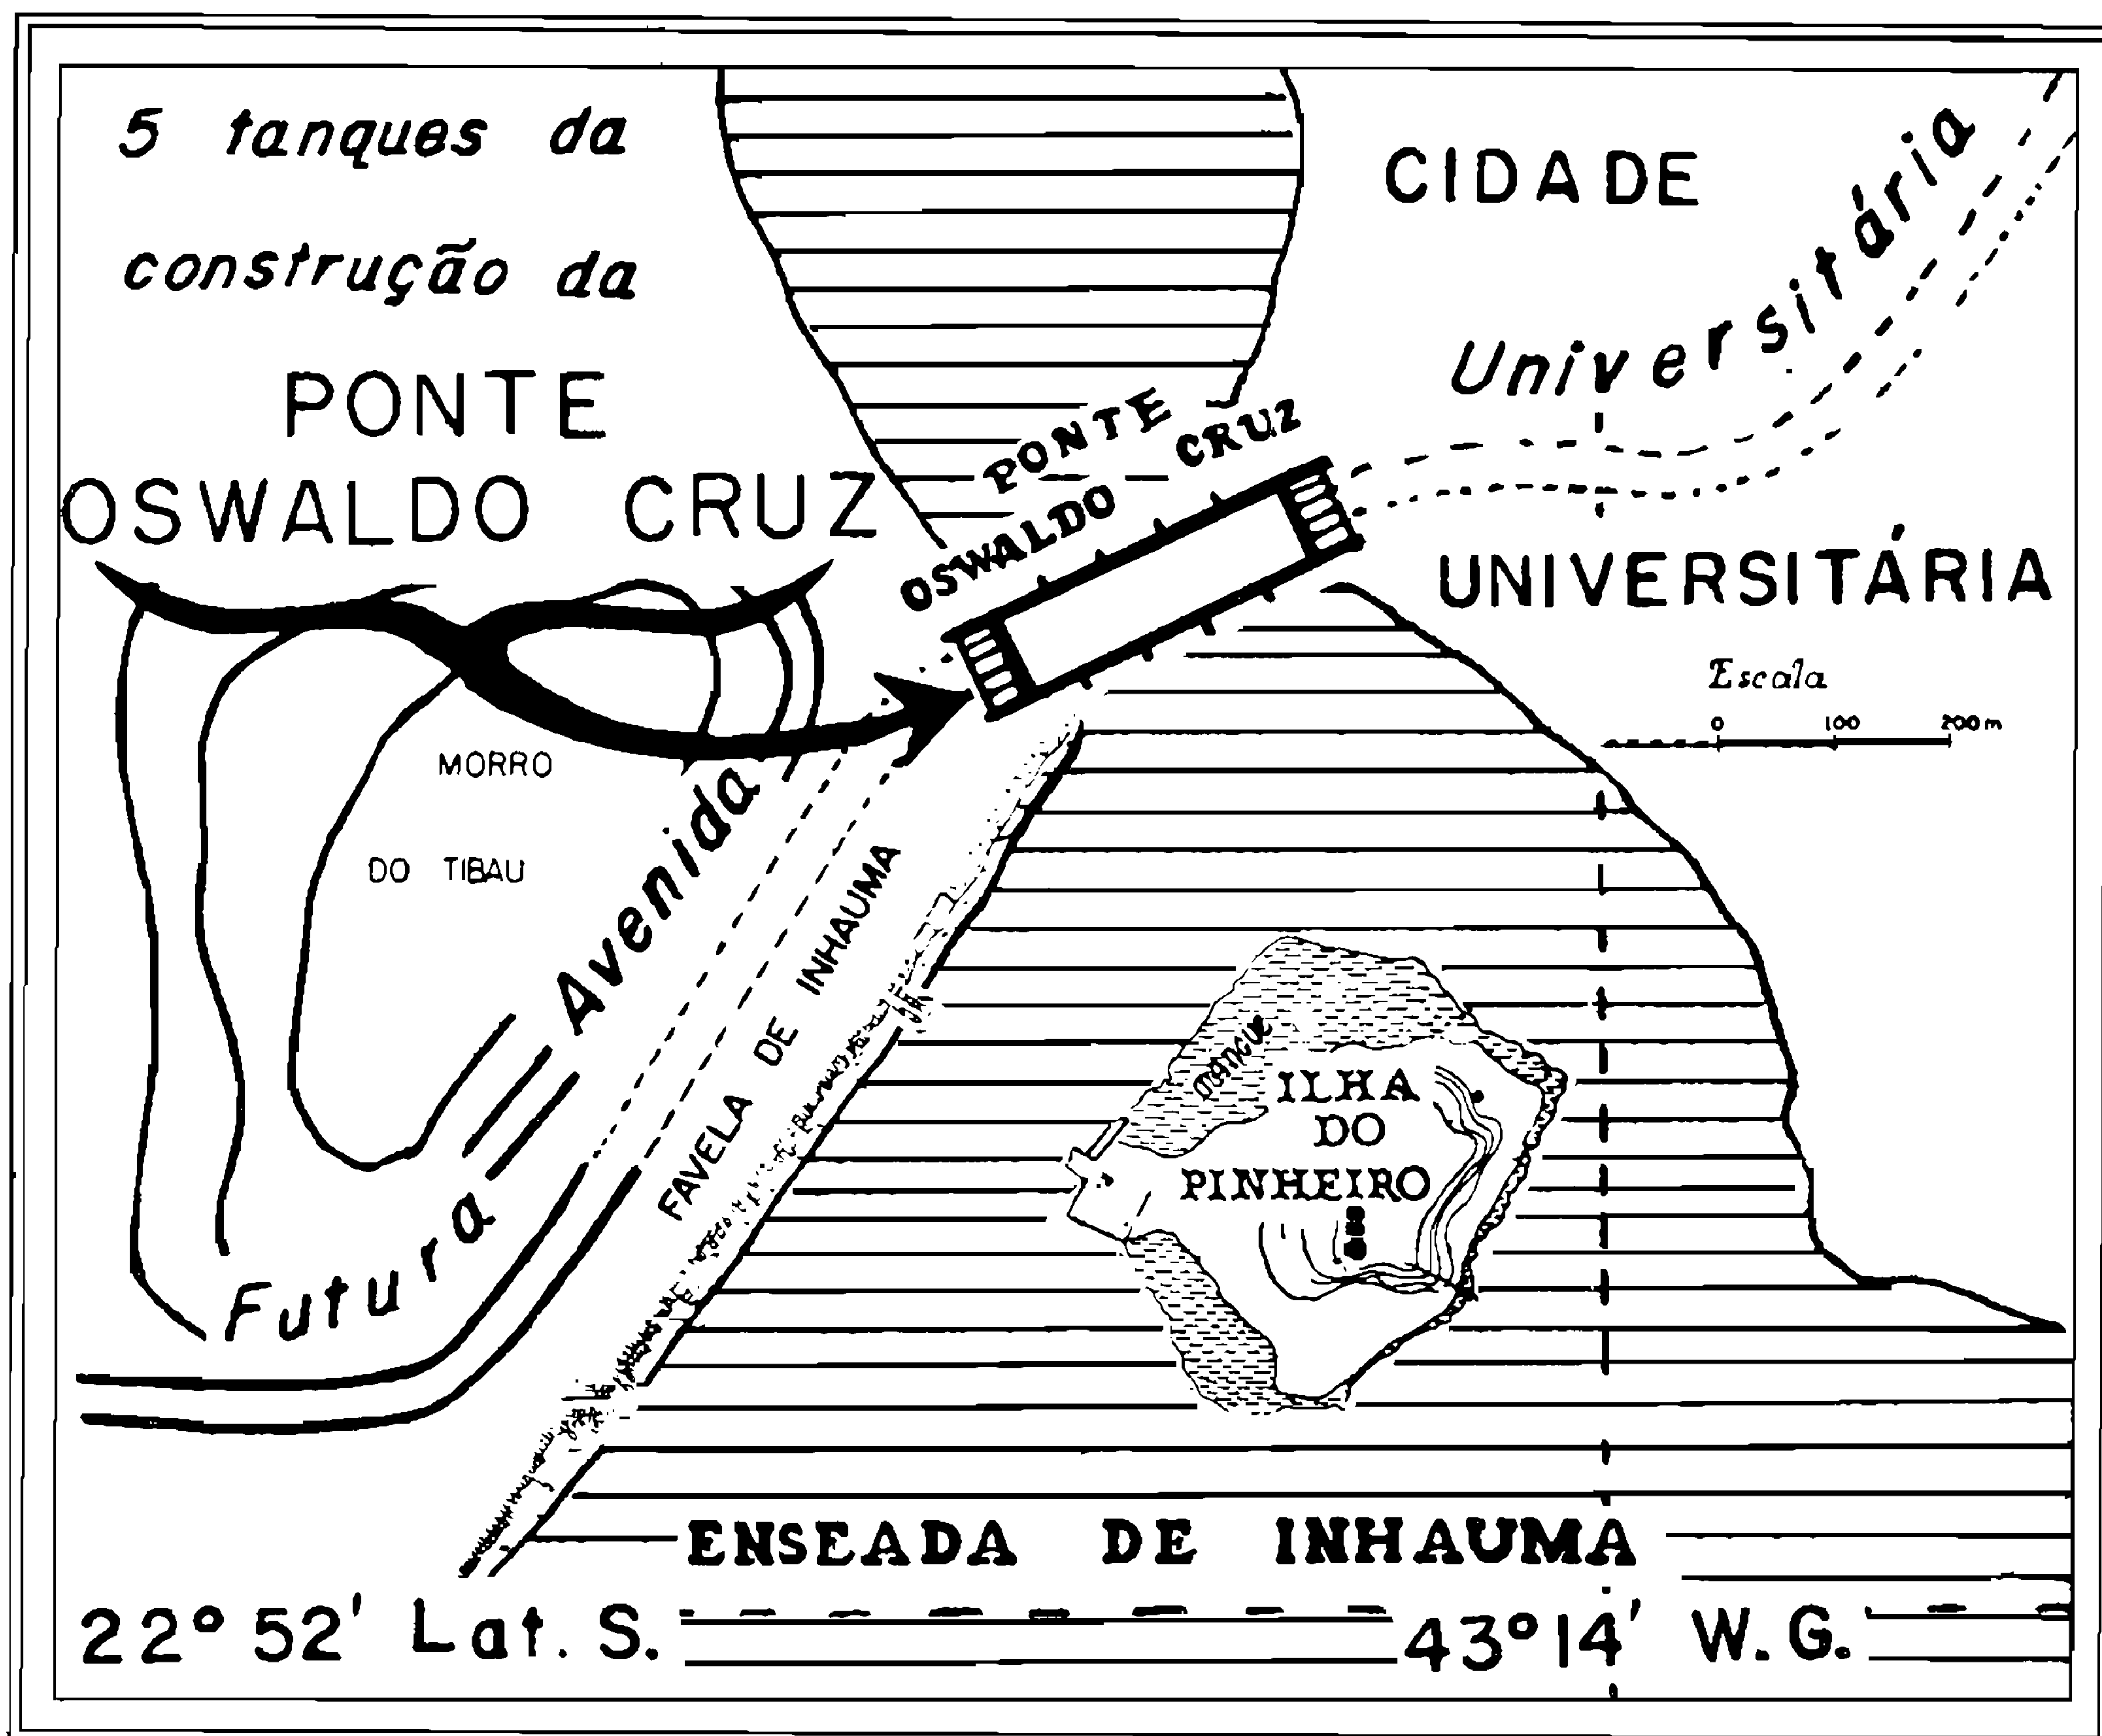 5 tanques da
construção da
PONTE
OSWALDO CRUZ
CIDADE
UNIVERSITÁRIA
PONTE
OSWALDO CRUZ
Futura Avenida Universitária
Escala
0 100 200m
MORRO
DO TIBAU
FAVELA DE INHAUMA
mangue
ILHA
DO
PINHEIRO
ENSEADA DE INHAUMA
22° 52' Lat. S.
43° 14' W.G.